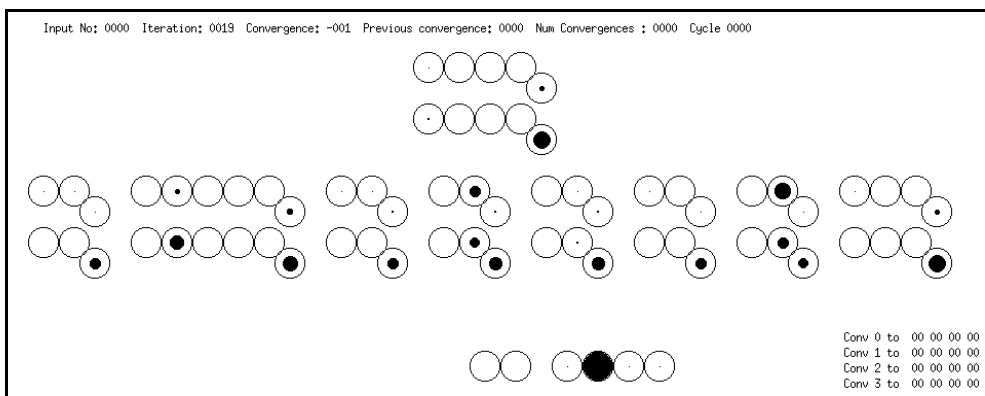 Input No: 0000 Iteration: 0019 Convergence: -001 Previous convergence: 0000 Num Convergences : 0000 Cycle 0000
Conv 0 to 00 00 00 00
Conv 1 to 00 00 00 00
Conv 2 to 00 00 00 00
Conv 3 to 00 00 00 00